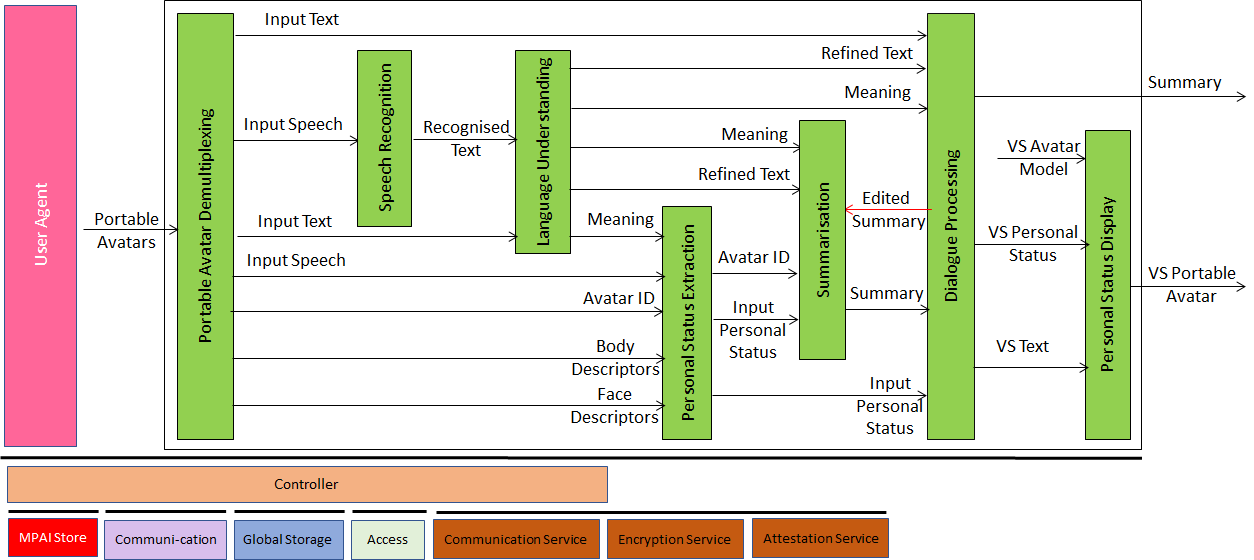 User Agent
Portable
Avatars
Portable Avatar Demultiplexing
Input Text
Input Speech
Speech Recognition
Recognised
Text
Input Text
Input Speech
Language Understanding
Refined Text
Meaning
Meaning
Refined Text
Meaning
Avatar ID
Body
Descriptors
Face
Descriptors
Personal Status Extraction
Avatar ID
Input
Personal
Status
Summarisation
Edited
Summary
Summary
Input
Personal
Status
Dialogue Processing
Summary
VS Avatar
Model
VS Personal
Status
VS Text
Personal Status Display
VS Portable
Avatar
Controller
MPAI Store
Communi-cation
Global Storage
Access
Communication Service
Encryption Service
Attestation Service